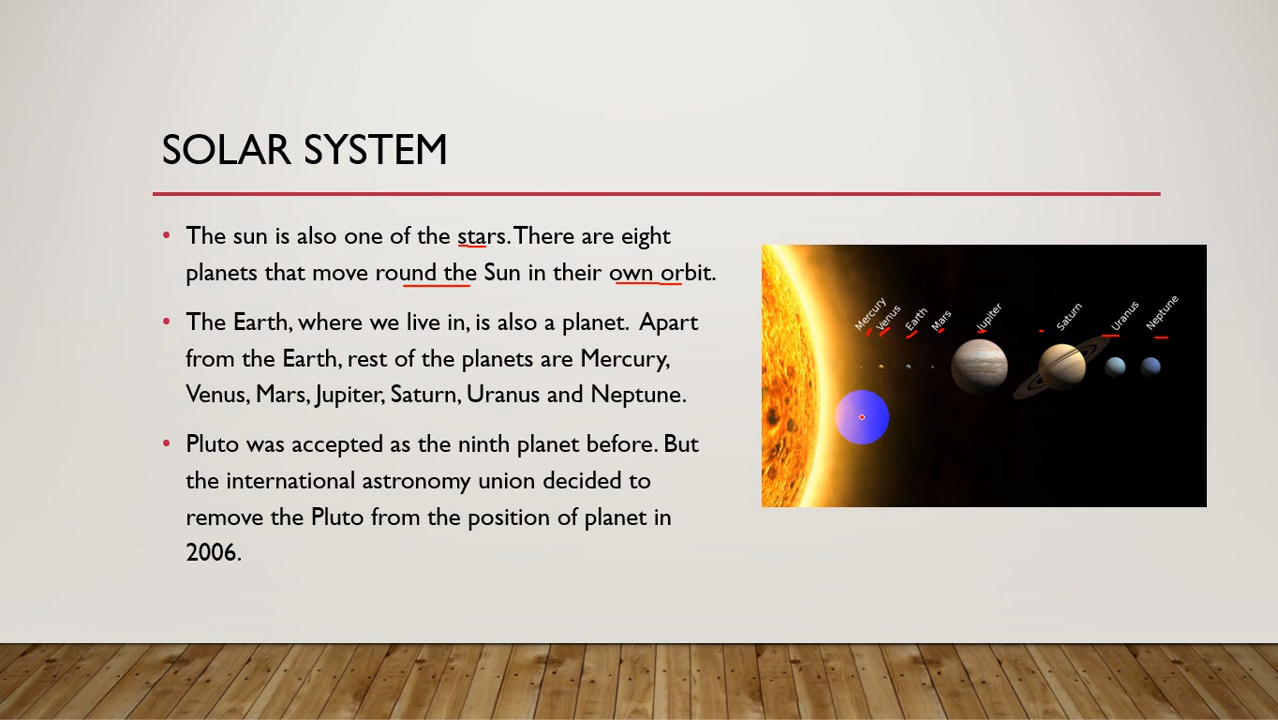 SOLAR SYSTEM
• The sun is also one of the stars. There are eight
planets that move round the Sun in their own orbit.
• The Earth, where we live in, is also a planet.  Apart
from the Earth, rest of the planets are Mercury,
Venus, Mars, Jupiter, Saturn, Uranus and Neptune.
• Pluto was accepted as the ninth planet before. But
the international astronomy union decided to
remove the Pluto from the position of planet in
2006.
Mercury
Venus
Earth
Mars
Jupiter
Saturn
Uranus
Neptune